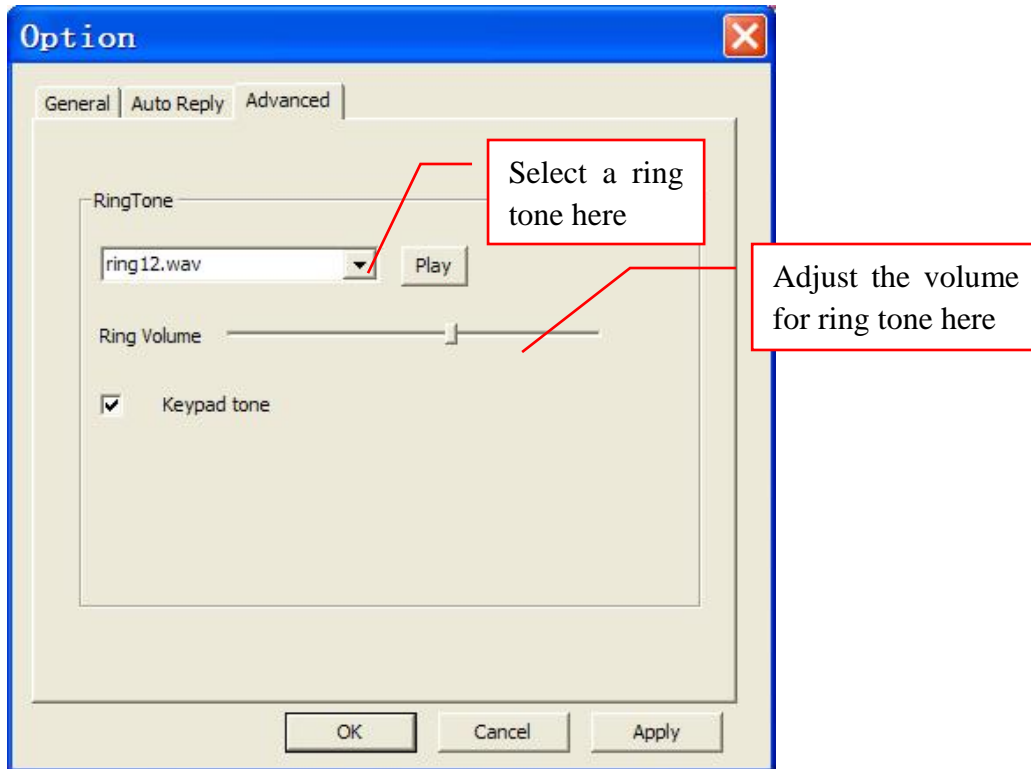 Option
General
Auto Reply
Advanced
Select a ring
tone here
RingTone
ring12.wav
Play
Adjust the volume
for ring tone here
Ring Volume
Keypad tone
OK
Cancel
Apply